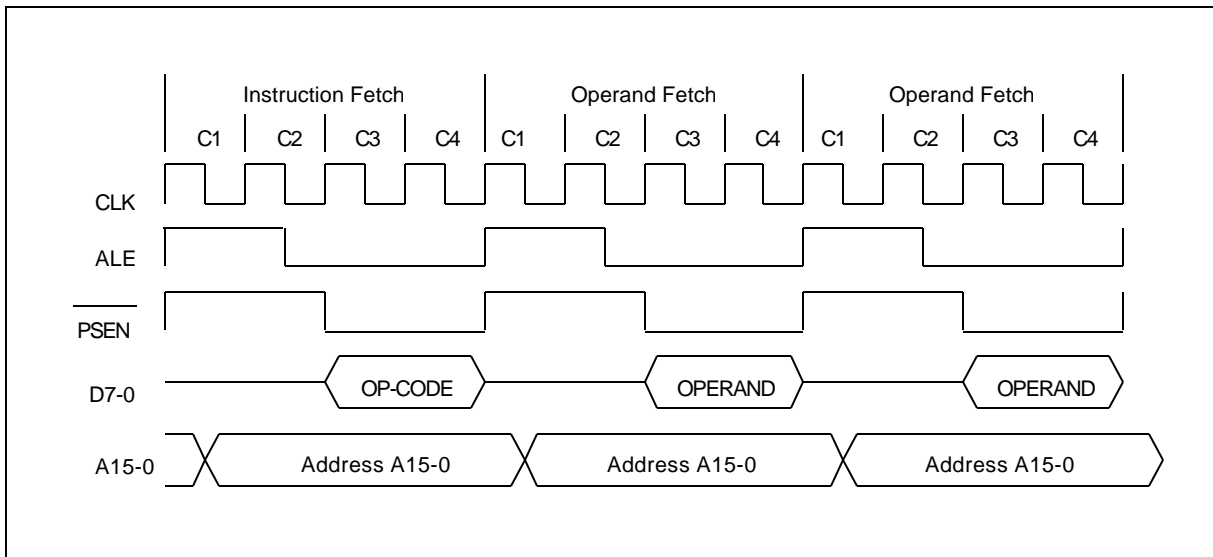 Instruction Fetch Operand Fetch Operand Fetch
C1 C2 C3 C4 C1 C2 C3 C4 C1 C2 C3 C4
CLK
ALE
PSEN
D7-0 OP-CODE OPERAND OPERAND
A15-0 Address A15-0 Address A15-0 Address A15-0